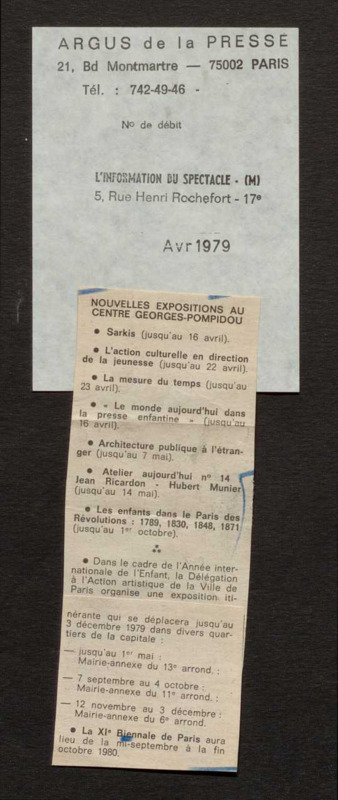 ARGUS de la PRESSE
21, Bd Montmartre — 75002 PARIS
Tél. : 742-49-46 -
No de débit
L'INFORMATION DU SPECTACLE - (M)
5, Rue Henri Rochefort - 17e
Avr 1979
NOUVELLES EXPOSITIONS AU
CENTRE GEORGES-POMPIDOU
● Sarkis (jusqu'au 16 avril).
● L'action culturelle en direction
de la jeunesse (jusqu'au 22 avril).
● La mesure du temps (jusqu'au
23 avril).
● « Le monde aujourd'hui dans
la presse enfantine » (jusqu'au
16 avril).
● Architecture publique à l'étran-
ger (jusqu'au 7 mai).
● Atelier aujourd'hui n° 14 :
Jean Ricardon - Hubert Munier
(jusqu'au 14 mai).
● Les enfants dans le Paris des
Révolutions : 1789, 1830, 1848, 1871
(jusqu'au 1er octobre).
⁂
● Dans le cadre de l'Année inter-
nationale de l'Enfant, la Délégation
à l'Action artistique de la Ville de
Paris organise une exposition iti-
nérante qui se déplacera jusqu'au
3 décembre 1979 dans divers quar-
tiers de la capitale :
— jusqu'au 1er mai :
Mairie-annexe du 13e arrond. :
— 7 septembre au 4 octobre :
Mairie-annexe du 11e arrond. :
— 12 novembre au 3 décembre :
Mairie-annexe du 6e arrond.
● La XIe Biennale de Paris aura
lieu de la mi-septembre à la fin
octobre 1980.